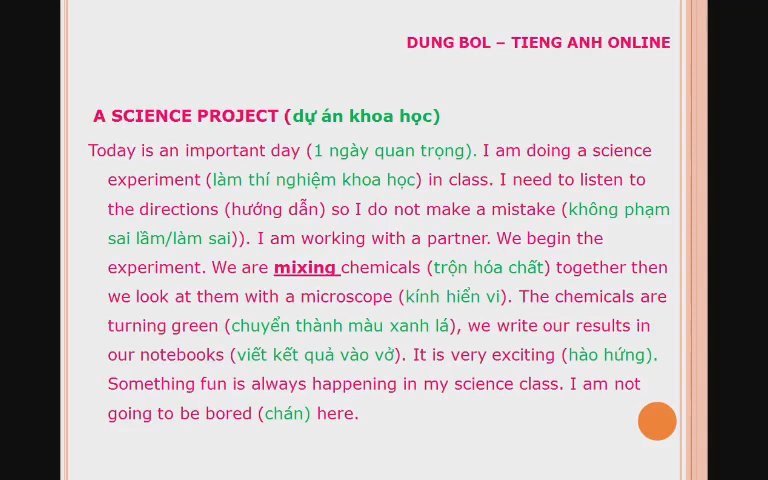 DUNG BOL – TIENG ANH ONLINE
A SCIENCE PROJECT (dự án khoa học)
Today is an important day (1 ngày quan trọng). I am doing a science
experiment (làm thí nghiệm khoa học) in class. I need to listen to
the directions (hướng dẫn) so I do not make a mistake (không phạm
sai lầm/làm sai)). I am working with a partner. We begin the
experiment. We are mixing chemicals (trộn hóa chất) together then
we look at them with a microscope (kính hiển vi). The chemicals are
turning green (chuyển thành màu xanh lá), we write our results in
our notebooks (viết kết quả vào vở). It is very exciting (hào hứng).
Something fun is always happening in my science class. I am not
going to be bored (chán) here.